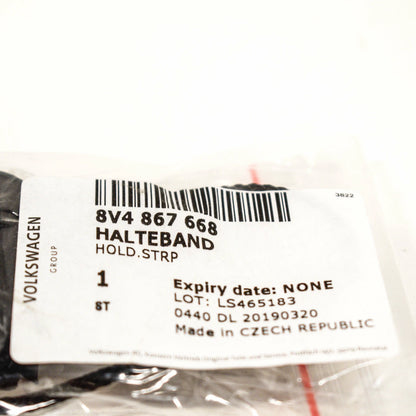 3622
8V4 867 668
HALTEBAND
HOLD.STRP
VOLKSWAGEN
GROUP
1
ST
Expiry date: NONE
LOT: LS465183
0440 DL 20190320
Made in CZECH REPUBLIC